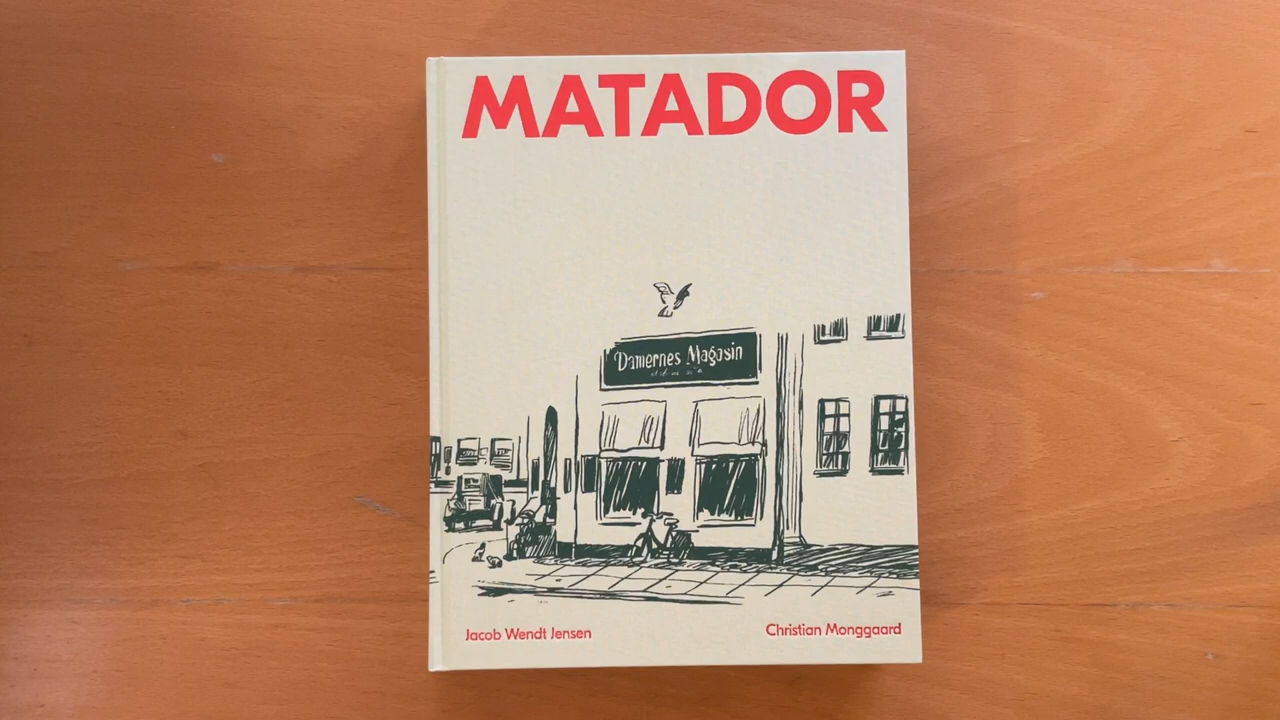 MATADOR
Damernes Magasin
Jacob Wendt Jensen
Christian Monggaard